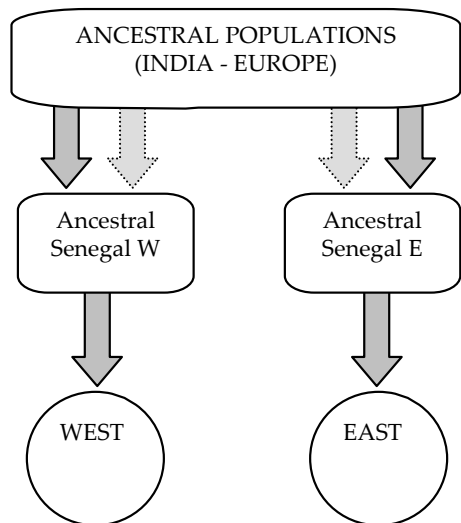 ANCESTRAL POPULATIONS
(INDIA - EUROPE)
Ancestral
Senegal W
Ancestral
Senegal E
WEST
EAST